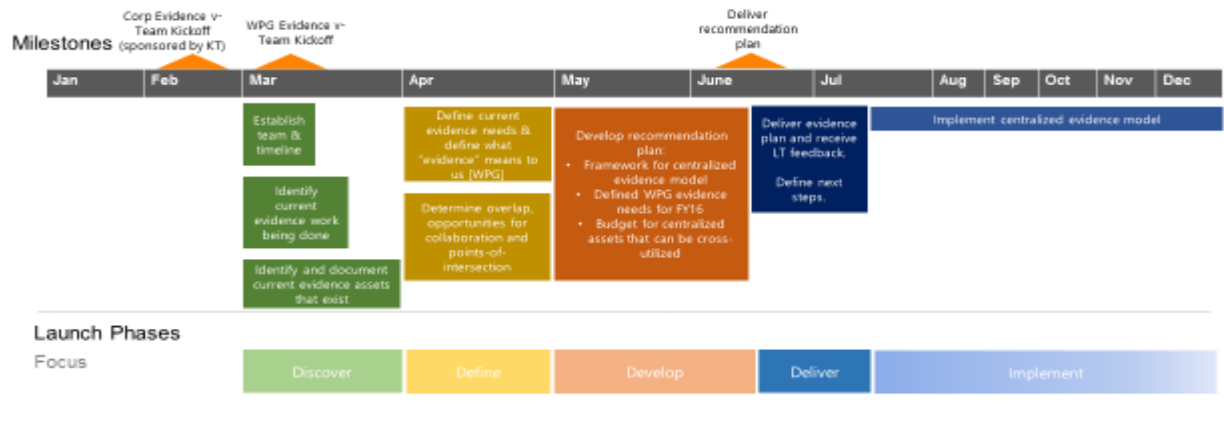 Corp Evidence v-
Team Kickoff
(sponsored by KT)
WPG Evidence v-
Team Kickoff
Deliver
recommendation
plan
Milestones
Jan Feb Mar Apr May June Jul Aug Sep Oct Nov Dec
Establish
team &
timeline
Identify
current
evidence work
being done
Identify and document
current evidence assets
that exist
Define current
evidence needs &
define what
"evidence" means to
us [WPG]
Determine overlap,
opportunities for
collaboration and
points-of-
intersection
Develop recommendation
plan:
• Framework for centralized
evidence model
• Defined WPG evidence
needs for FY16
• Budget for centralized
assets that can be cross-
utilized
Deliver evidence
plan and receive
LT feedback.
Define next
steps.
Implement centralized evidence model
Launch Phases
Focus
Discover
Define
Develop
Deliver
Implement